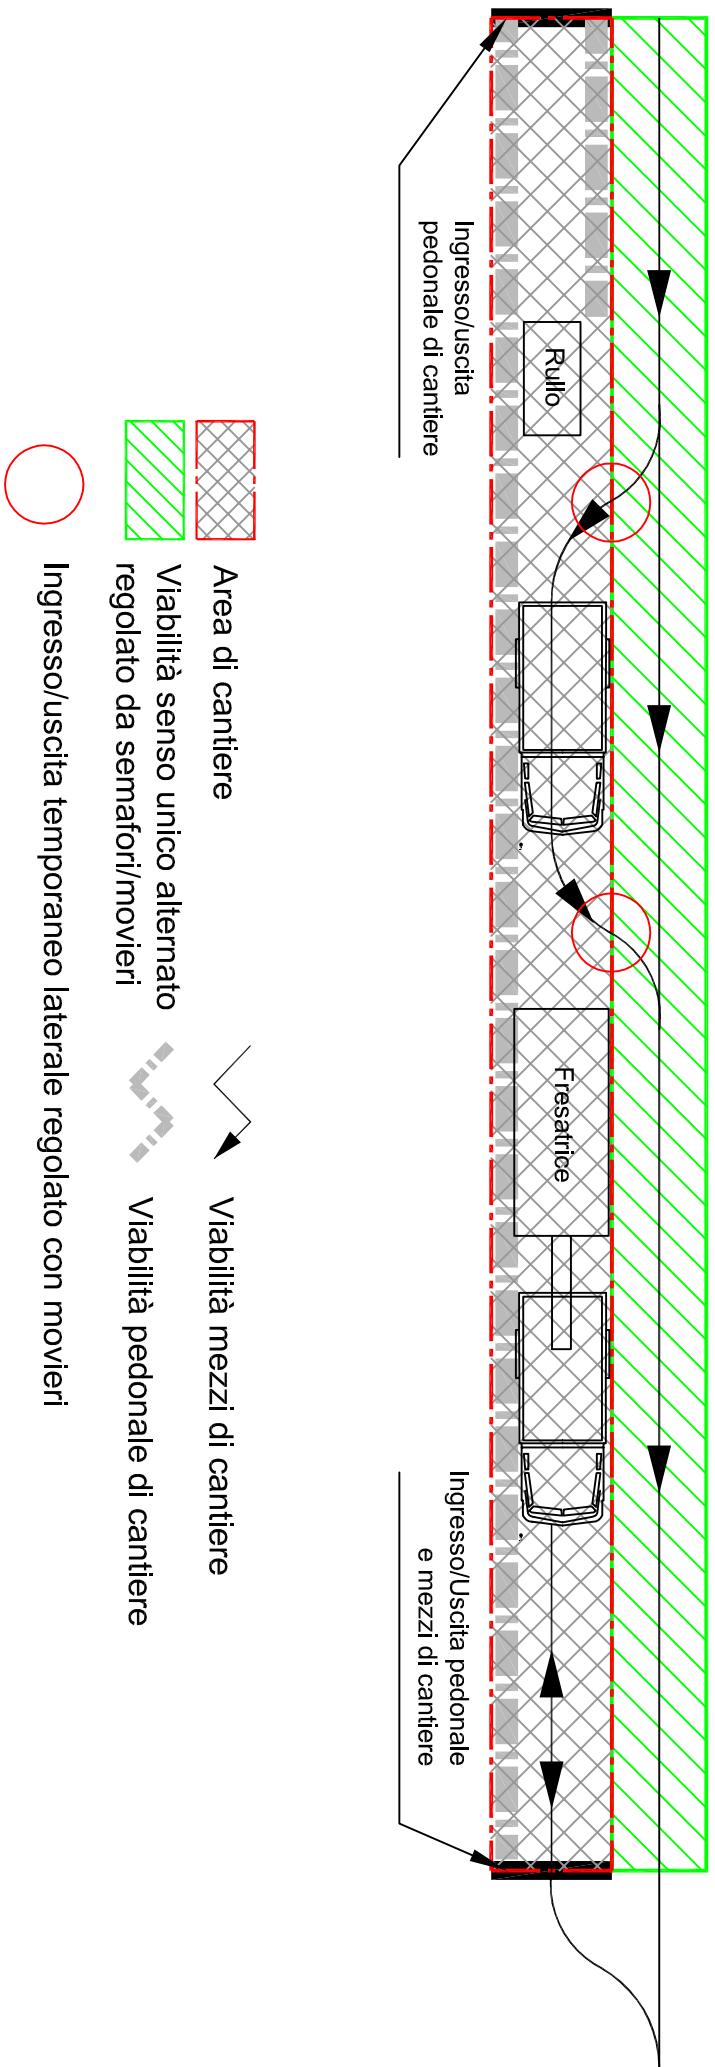 Ingresso/uscita
pedonale di cantiere
Rullo
Fresatrice
Ingresso/Uscita pedonale
e mezzi di cantiere
Area di cantiere
Viabilità senso unico alternato
regolato da semafori/movieri
Ingresso/uscita temporaneo laterale regolato con movieri
Viabilità mezzi di cantiere
Viabilità pedonale di cantiere